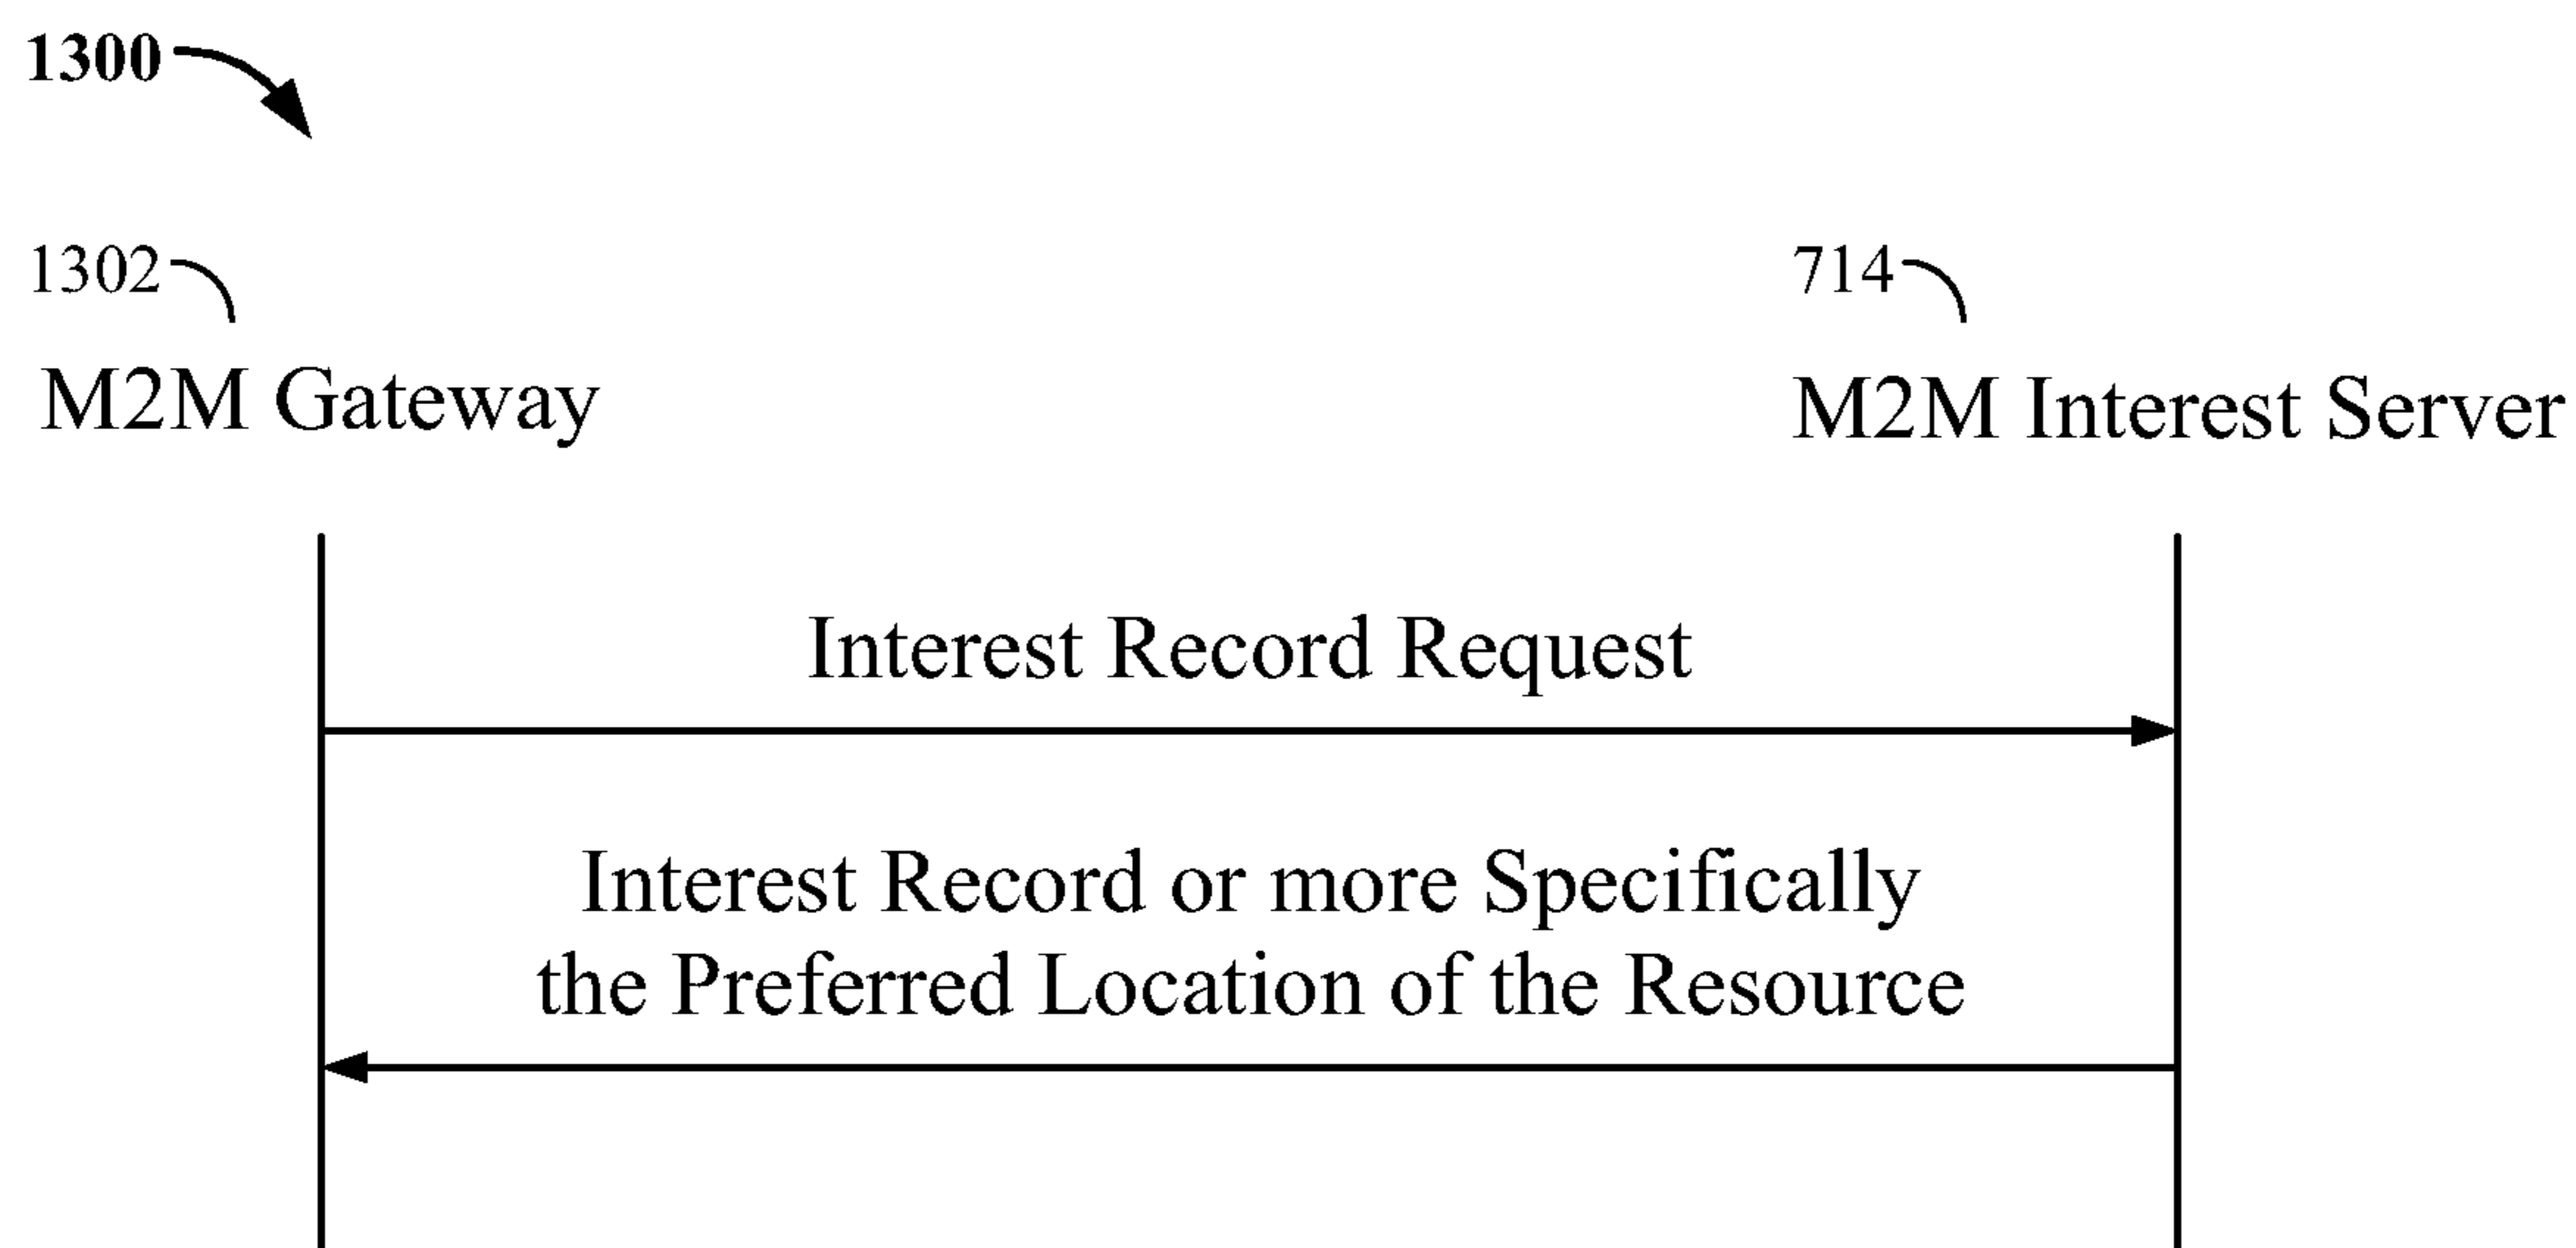 1300
1302
714
M2M Gateway
M2M Interest Server
Interest Record Request
Interest Record or more Specifically
the Preferred Location of the Resource